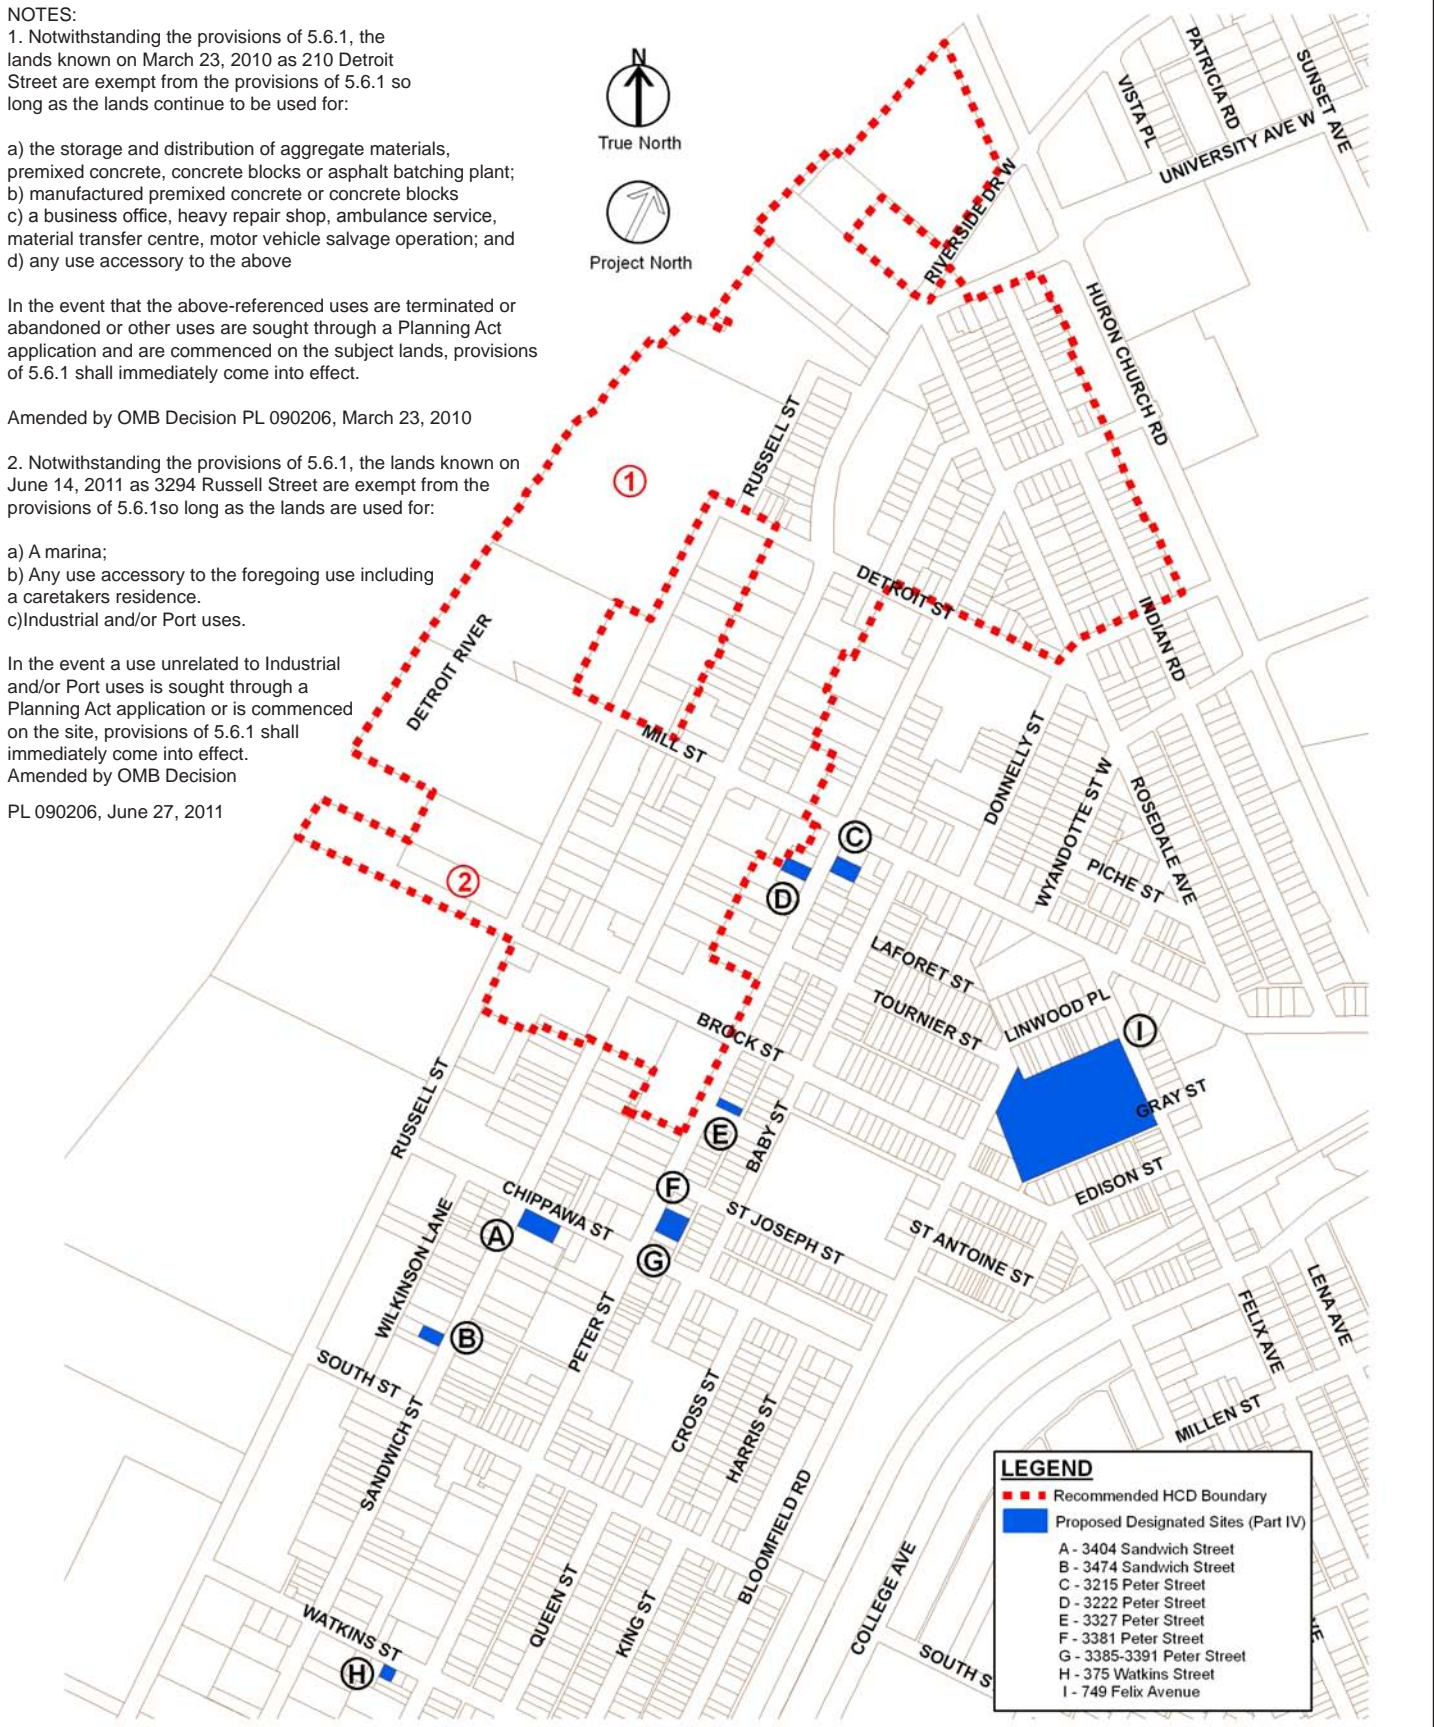 NOTES:
1. Notwithstanding the provisions of 5.6.1, the
lands known on March 23, 2010 as 210 Detroit
Street are exempt from the provisions of 5.6.1 so
long as the lands continue to be used for:
a) the storage and distribution of aggregate materials,
premixed concrete, concrete blocks or asphalt batching plant;
b) manufactured premixed concrete or concrete blocks
c) a business office, heavy repair shop, ambulance service,
material transfer centre, motor vehicle salvage operation; and
d) any use accessory to the above
In the event that the above-referenced uses are terminated or
abandoned or other uses are sought through a Planning Act
application and are commenced on the subject lands, provisions
of 5.6.1 shall immediately come into effect.
Amended by OMB Decision PL 090206, March 23, 2010
2. Notwithstanding the provisions of 5.6.1, the lands known on
June 14, 2011 as 3294 Russell Street are exempt from the
provisions of 5.6.1so long as the lands are used for:
a) A marina;
b) Any use accessory to the foregoing use including
a caretakers residence.
c)Industrial and/or Port uses.
In the event a use unrelated to Industrial
and/or Port uses is sought through a
Planning Act application or is commenced
on the site, provisions of 5.6.1 shall
immediately come into effect.
Amended by OMB Decision
PL 090206, June 27, 2011
N
True North
Project North
PATRICIA RD
SUNSET AVE
VISTA PL
UNIVERSITY AVE W
RIVERSIDE DR W
HURON CHURCH RD
RUSSELL ST
1
DETROIT ST
INDIAN RD
DETROIT RIVER
MILL ST
DONNELLY ST
WYANDOTTE ST W
ROSEDALE AVE
PICHE ST
C
D
2
LAFORET ST
TOURNIER ST
LINWOOD PL
I
BROCK ST
GRAY ST
RUSSELL ST
E
BABY ST
EDISON ST
F
CHIPPAWA ST
A
G
ST JOSEPH ST
ST ANTOINE ST
WILKINSON LANE
B
PETER ST
FELIX AVE
LENA AVE
SOUTH ST
SANDWICH ST
CROSS ST
HARRIS ST
MILLEN ST
BLOOMFIELD RD
COLLEGE AVE
QUEEN ST
KING ST
WATKINS ST
H
SOUTH S
VE
LEGEND
Recommended HCD Boundary
Proposed Designated Sites (Part IV)
A - 3404 Sandwich Street
B - 3474 Sandwich Street
C - 3215 Peter Street
D - 3222 Peter Street
E - 3327 Peter Street
F - 3381 Peter Street
G - 3385-3391 Peter Street
H - 375 Watkins Street
I - 749 Felix Avenue